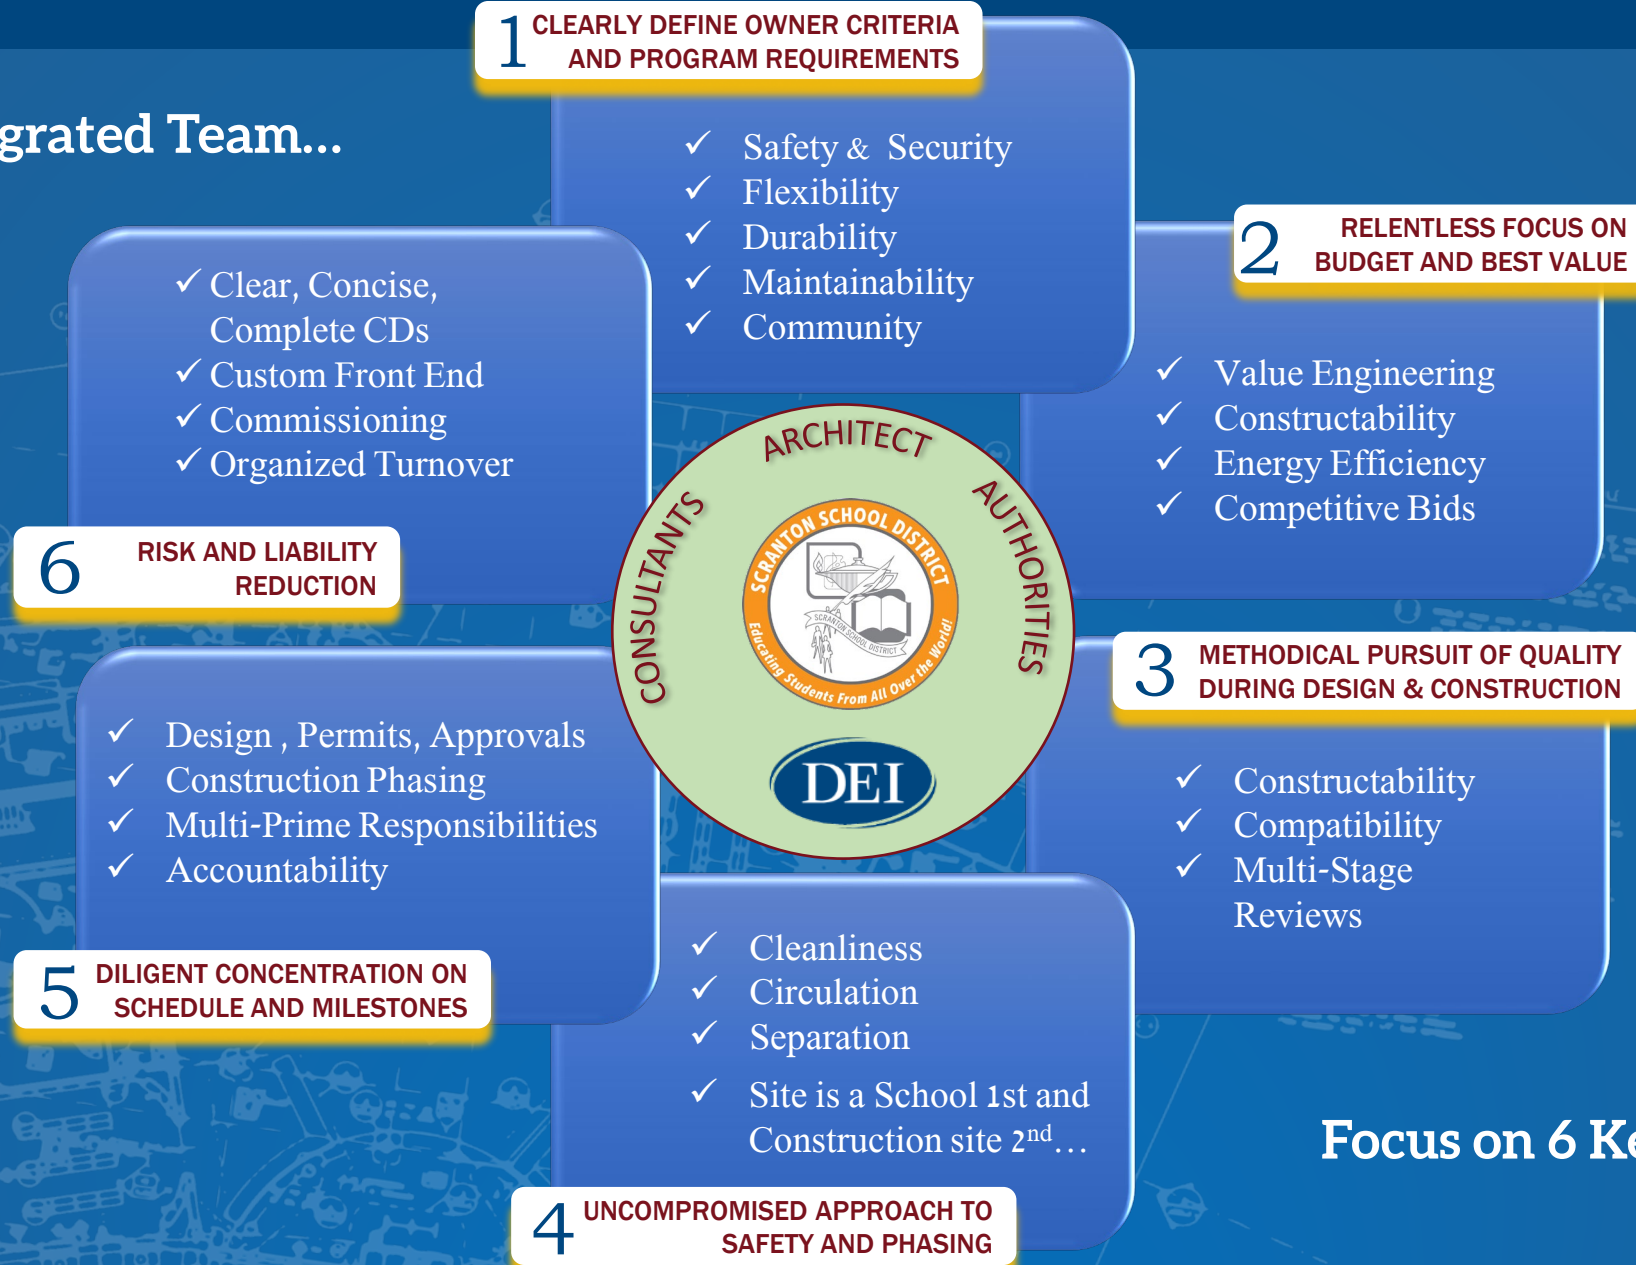 1 CLEARLY DEFINE OWNER CRITERIA
AND PROGRAM REQUIREMENTS
grated Team...
✓ Safety & Security
✓ Flexibility
✓ Durability
✓ Maintainability
✓ Community
2 RELENTLESS FOCUS ON
BUDGET AND BEST VALUE
✓ Value Engineering
✓ Constructability
✓ Energy Efficiency
✓ Competitive Bids
✓ Clear, Concise,
Complete CDs
✓ Custom Front End
✓ Commissioning
✓ Organized Turnover
6 RISK AND LIABILITY
REDUCTION
ARCHITECT
CONSULTANTS
AUTHORITIES
SCRANTON SCHOOL DISTRICT
SCRANTON SCHOOL DISTRICT
Educating Students From All Over the World!
DEI
3 METHODICAL PURSUIT OF QUALITY
DURING DESIGN & CONSTRUCTION
✓ Constructability
✓ Compatibility
✓ Multi-Stage
Reviews
✓ Design , Permits, Approvals
✓ Construction Phasing
✓ Multi-Prime Responsibilities
✓ Accountability
5 DILIGENT CONCENTRATION ON
SCHEDULE AND MILESTONES
✓ Cleanliness
✓ Circulation
✓ Separation
✓ Site is a School 1st and
Construction site 2nd...
4 UNCOMPROMISED APPROACH TO
SAFETY AND PHASING
Focus on 6 Ke